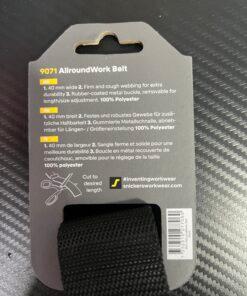 9071 AllroundWork Belt
1. 40 mm wide 2. Firm and rough webbing for extra
durability 3. Rubber-coated metal buckle, removable for
length/size adjustment. 100% Polyester
1. 40 mm breit 2. Festes und robustes Gewebe für zusätz-
liche Haltbarkeit 3. Gummierte Metallschnalle, abnehm-
bar für Längen- / Größeneinstellung 100% Polyester
1. 40 mm de largeur 2. Sangle ferme et solide pour une
meilleure durabilité 3. Boucle en métal recouverte de
caoutchouc, amovible pour le réglage de la taille
100% Polyester
Cut to
desired
length
#inventingworkwear
snickersworkwear.com